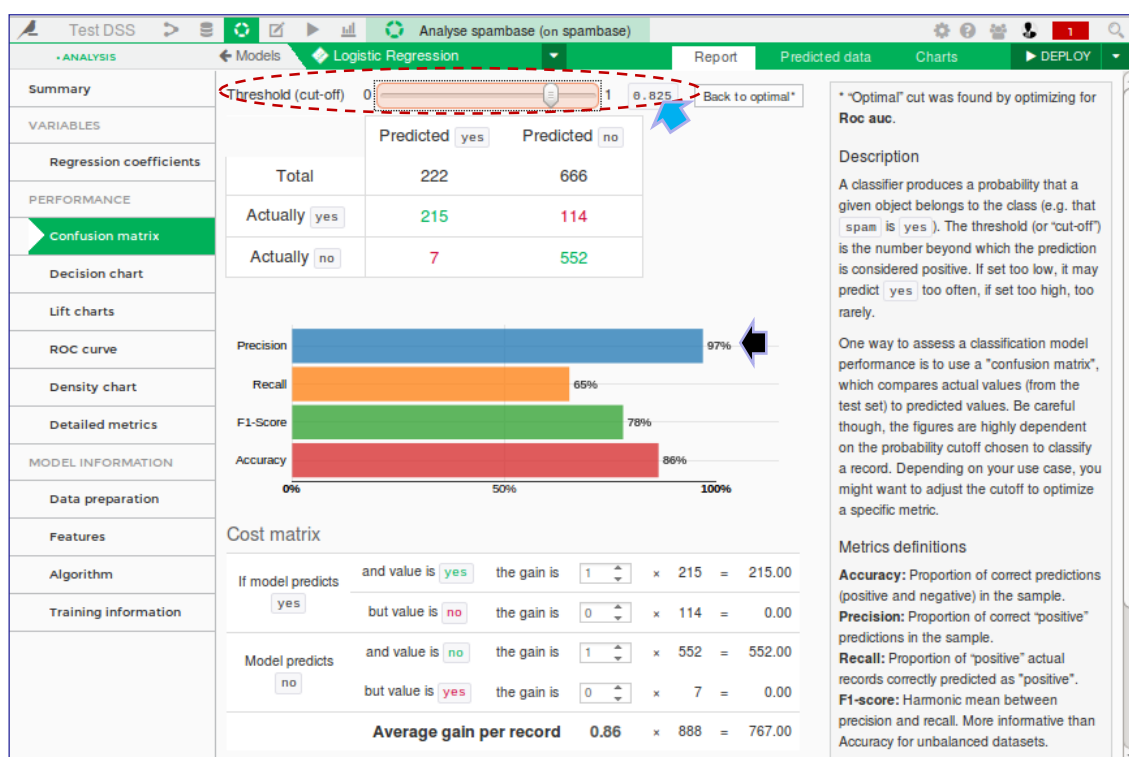 Test DSS Analyse spambase (on spambase) 1
• ANALYSIS Models Logistic Regression Report Predicted data Charts DEPLOY
Summary
VARIABLES
Regression coefficients
PERFORMANCE
Confusion matrix
Decision chart
Lift charts
ROC curve
Density chart
Detailed metrics
MODEL INFORMATION
Data preparation
Features
Algorithm
Training information
Threshold (cut-off) 0 1 0.825 Back to optimal*
Predicted yes Predicted no
Total 222 666
Actually yes 215 114
Actually no 7 552
Precision 97%
Recall 65%
F1-Score 78%
Accuracy 86%
0% 50% 100%
Cost matrix
If model predicts yes and value is yes the gain is 1 × 215 = 215.00
but value is no the gain is 0 × 114 = 0.00
Model predicts no and value is no the gain is 1 × 552 = 552.00
but value is yes the gain is 0 × 7 = 0.00
Average gain per record 0.86 × 888 = 767.00
* "Optimal" cut was found by optimizing for
Roc auc.
Description
A classifier produces a probability that a
given object belongs to the class (e.g. that
spam is yes ). The threshold (or "cut-off")
is the number beyond which the prediction
is considered positive. If set too low, it may
predict yes too often, if set too high, too
rarely.
One way to assess a classification model
performance is to use a "confusion matrix",
which compares actual values (from the
test set) to predicted values. Be careful
though, the figures are highly dependent
on the probability cutoff chosen to classify
a record. Depending on your use case, you
might want to adjust the cutoff to optimize
a specific metric.
Metrics definitions
Accuracy: Proportion of correct predictions
(positive and negative) in the sample.
Precision: Proportion of correct "positive"
predictions in the sample.
Recall: Proportion of "positive" actual
records correctly predicted as "positive".
F1-score: Harmonic mean between
precision and recall. More informative than
Accuracy for unbalanced datasets.